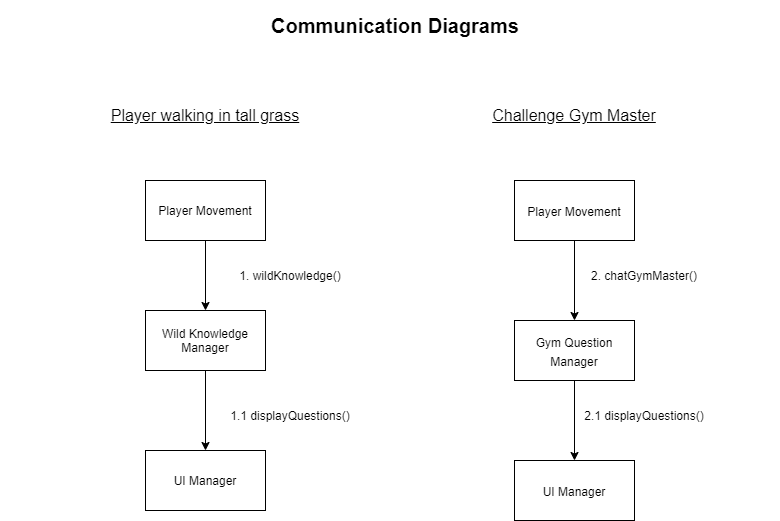 Communication Diagrams
Player walking in tall grass
Player Movement
1. wildKnowledge()
Wild Knowledge
Manager
1.1 displayQuestions()
UI Manager
Challenge Gym Master
Player Movement
2. chatGymMaster()
Gym Question
Manager
2.1 displayQuestions()
UI Manager